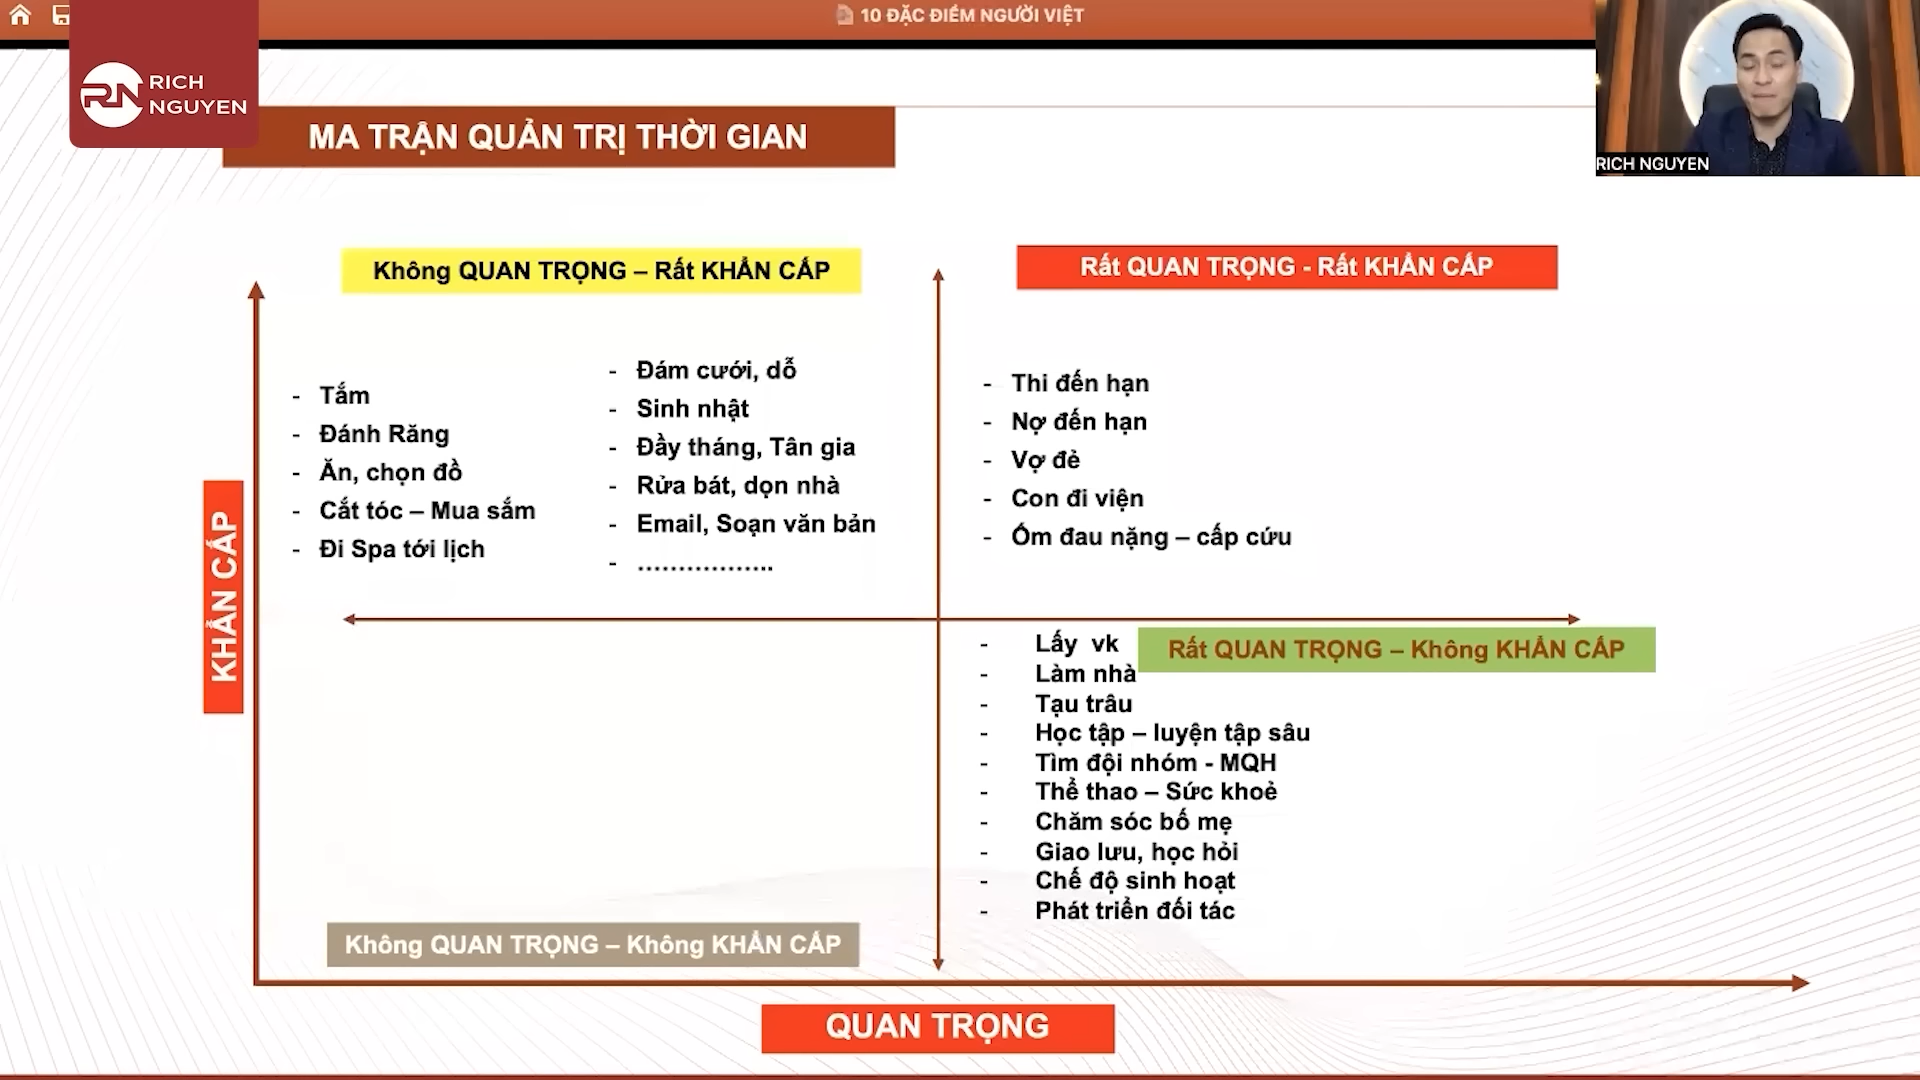 10 ĐẶC ĐIỂM NGƯỜI VIỆT
RICH
NGUYEN
RICH NGUYEN
MA TRẬN QUẢN TRỊ THỜI GIAN
Không QUAN TRỌNG – Rất KHẨN CẤP
- Tắm
- Đánh Răng
- Ăn, chọn đồ
- Cắt tóc – Mua sắm
- Đi Spa tới lịch
- Đám cưới, dỗ
- Sinh nhật
- Đầy tháng, Tân gia
- Rửa bát, dọn nhà
- Email, Soạn văn bản
- ……………..
Rất QUAN TRỌNG - Rất KHẨN CẤP
- Thi đến hạn
- Nợ đến hạn
- Vợ đẻ
- Con đi viện
- Ốm đau nặng – cấp cứu
KHẨN CẤP
Không QUAN TRỌNG – Không KHẨN CẤP
Rất QUAN TRỌNG – Không KHẨN CẤP
- Lấy vk
- Làm nhà
- Tạu trâu
- Học tập – luyện tập sâu
- Tìm đội nhóm - MQH
- Thể thao – Sức khoẻ
- Chăm sóc bố mẹ
- Giao lưu, học hỏi
- Chế độ sinh hoạt
- Phát triển đối tác
QUAN TRỌNG